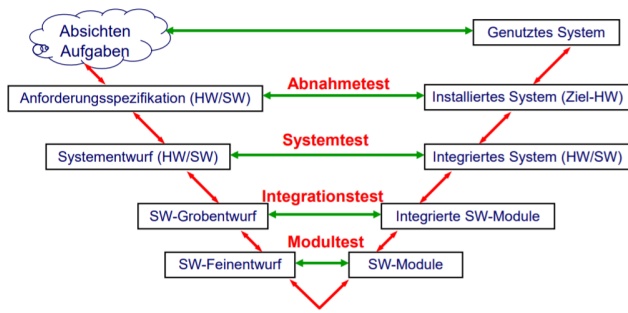 Absichten
Aufgaben
Genutztes System
Abnahmetest
Anforderungsspezifikation (HW/SW)
Installiertes System (Ziel-HW)
Systemtest
Systementwurf (HW/SW)
Integriertes System (HW/SW)
Integrationstest
SW-Grobentwurf
Integrierte SW-Module
Modultest
SW-Feinentwurf
SW-Module